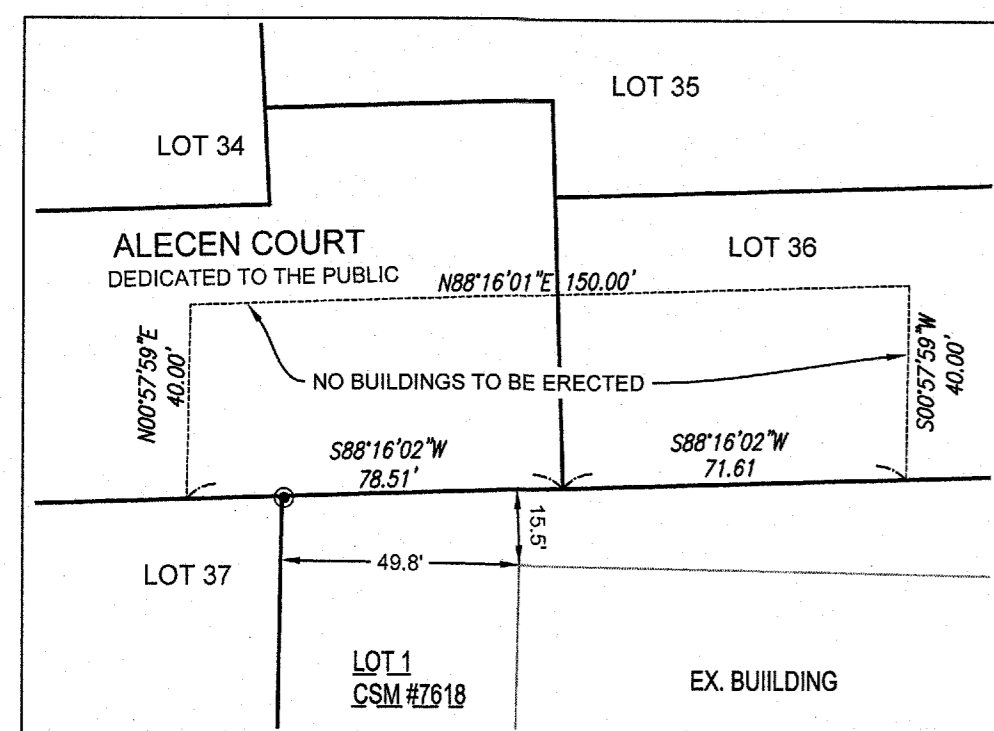 LOT 35
LOT 34
ALECEN COURT
DEDICATED TO THE PUBLIC
LOT 36
N88°16'01"E 150.00'
N00°57'59"E
40.00'
S00°57'59"W
40.00'
NO BUILDINGS TO BE ERECTED
S88°16'02"W
78.51'
S88°16'02"W
71.61
15.5'
49.8'
LOT 37
LOT 1
CSM #7618
EX. BUIILDING